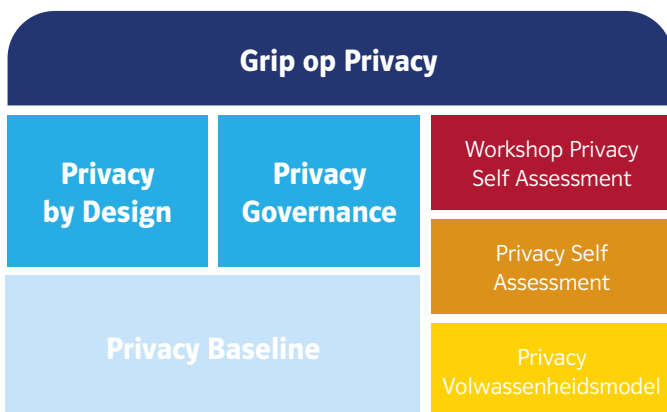 Grip op Privacy
Privacy
by Design
Privacy
Governance
Workshop Privacy
Self Assessment
Privacy Self
Assessment
Privacy Baseline
Privacy
Volwassenheidsmodel